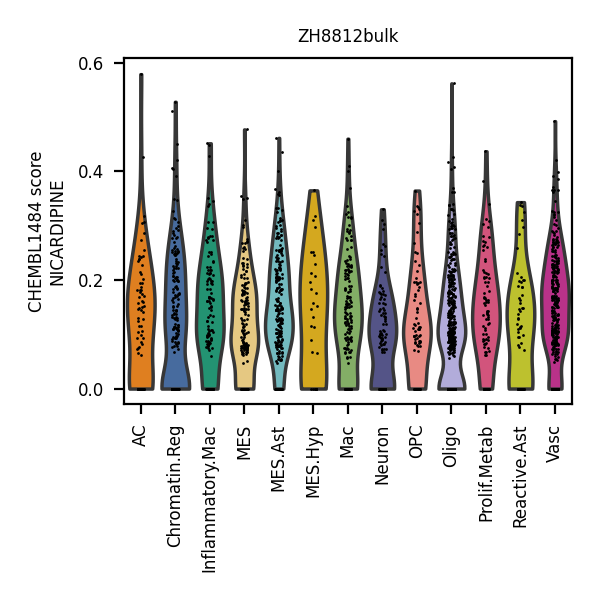 ZH8812bulk
CHEMBL1484 score
NICARDIPINE
0.6
0.4
0.2
0.0
AC
Chromatin.Reg
Inflammatory.Mac
MES
MES.Ast
MES.Hyp
Mac
Neuron
OPC
Oligo
Prolif.Metab
Reactive.Ast
Vasc